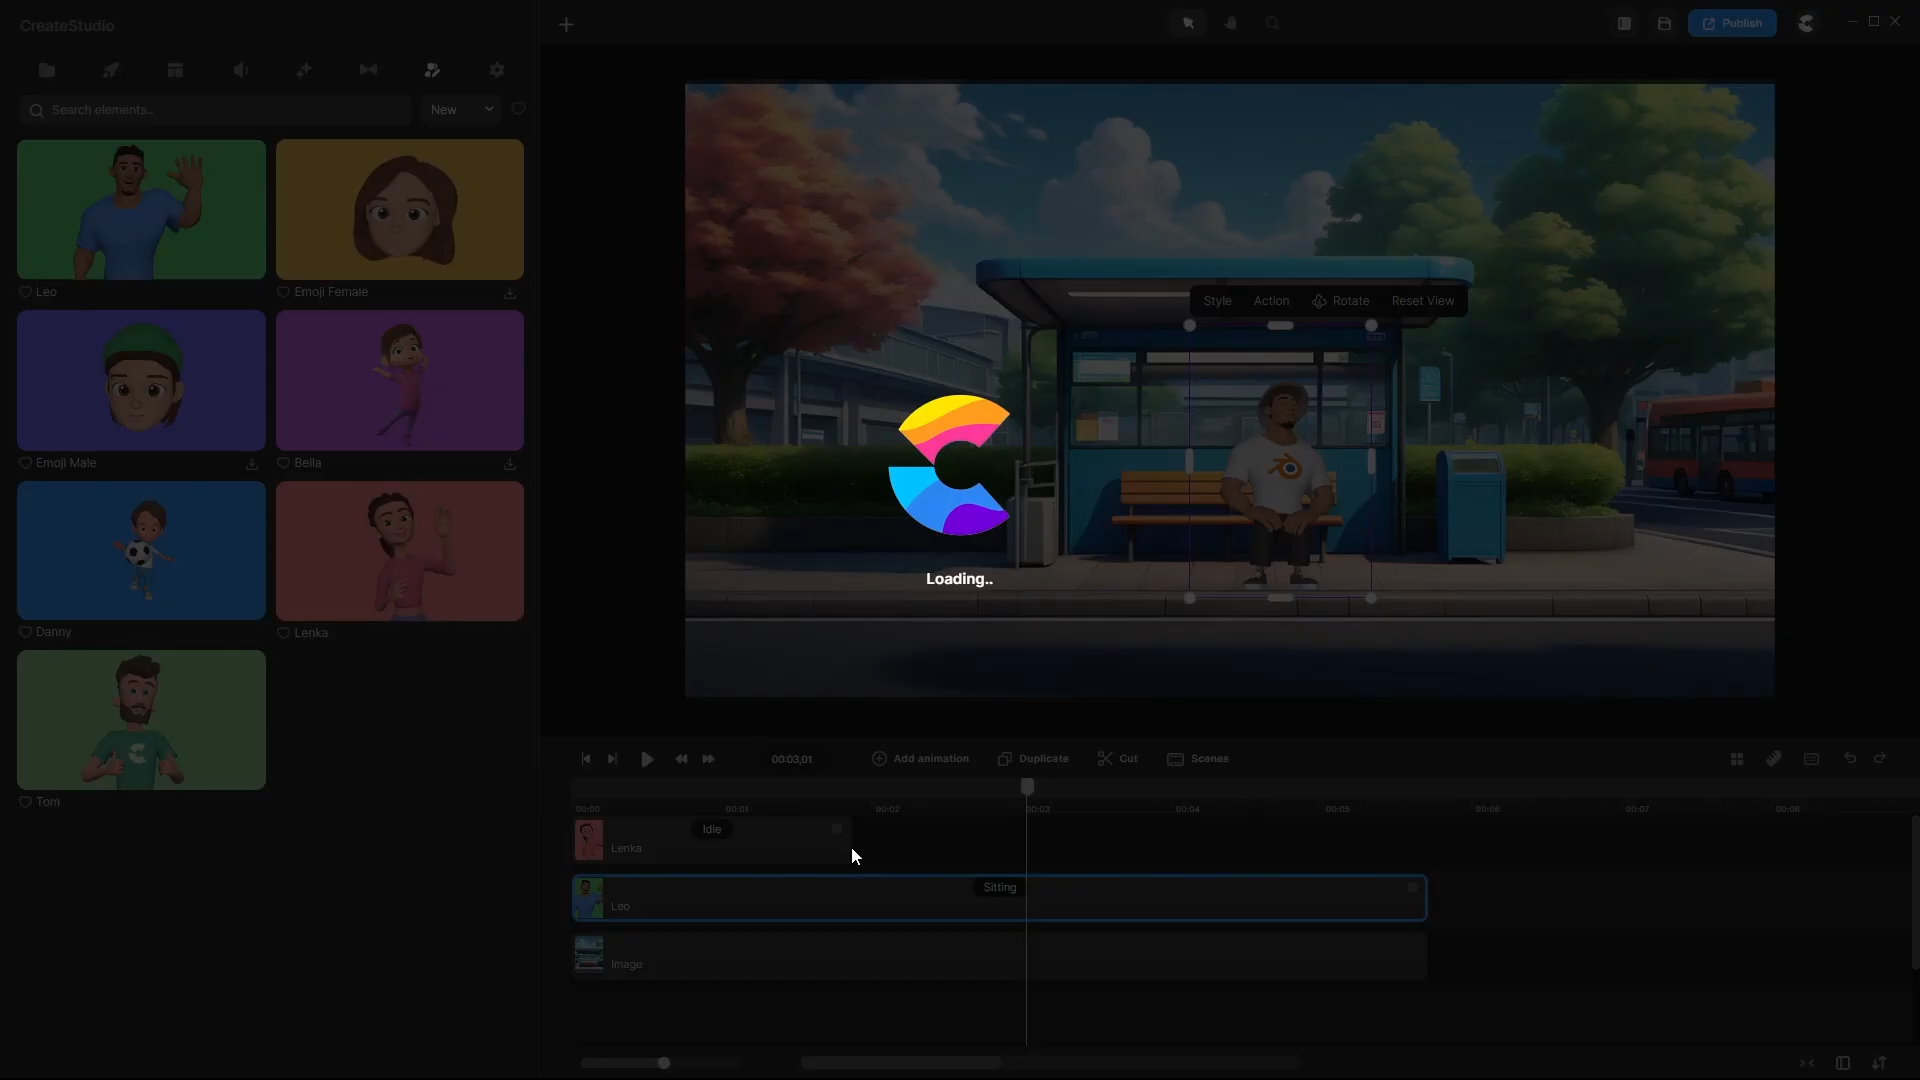 CreateStudio
Publish
Search elements..
New
Leo
Emoji Female
Emoji Male
Bella
Danny
Lenka
Tom
Style Action Rotate Reset View
Loading..
00:03,01
Add animation
Duplicate
Cut
Scenes
00:00 00:01 00:02 00:03 00:04 00:05 00:06 00:07 00:08
Idle
Lenka
Sitting
Leo
Image